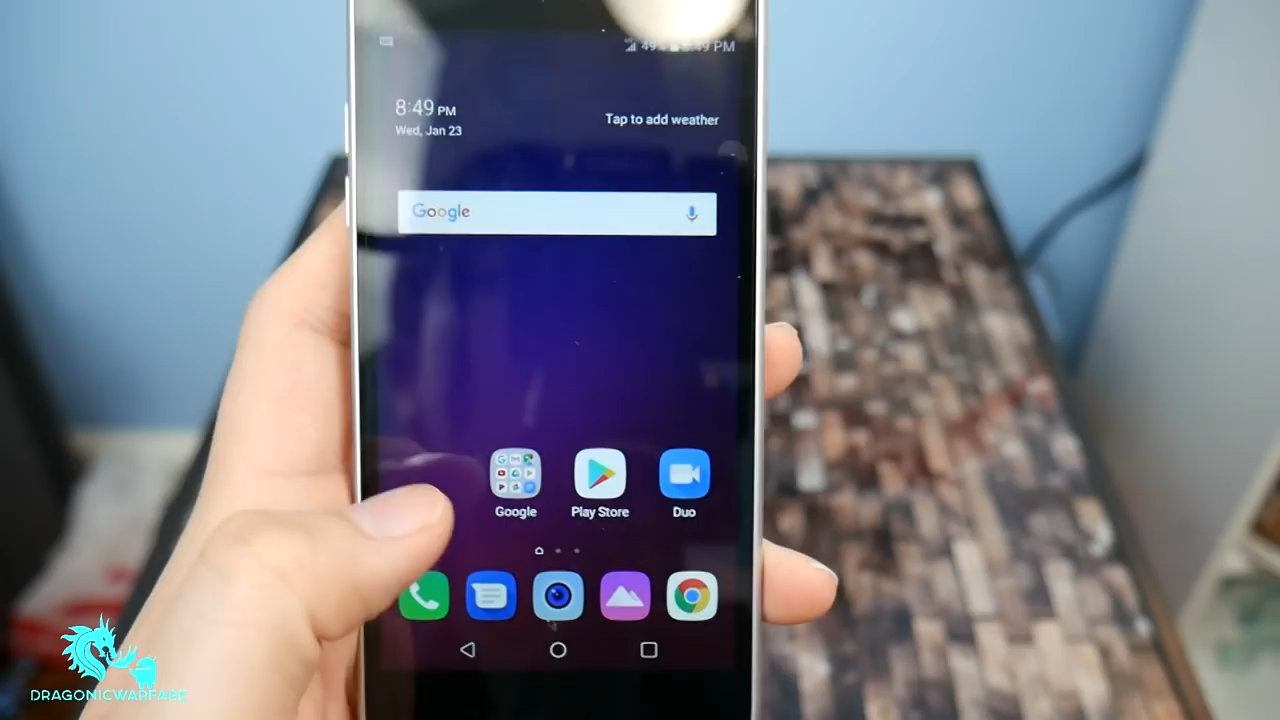 8:49 PM
Wed, Jan 23
Tap to add weather
Google
Google
Play Store
Duo
DRAGONICWARFARE